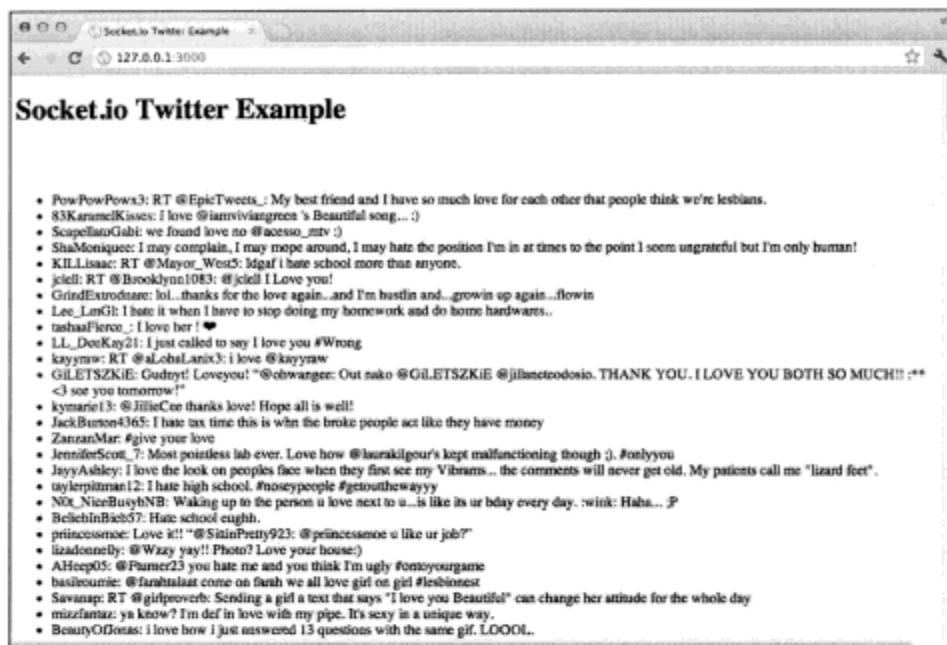 Socket.io Twitter Example
127.0.0.1:3000
Socket.io Twitter Example
• PowPowPowx3: RT @EpicTweets_: My best friend and I have so much love for each other that people think we're lesbians.
• 83KaramelKisses: I love @iamviviangreen 's Beautiful song... :)
• ScapellatoGabi: we found love no @acesso_mtv :)
• ShaMoniquee: I may complain, I may mope around, I may hate the position I'm in at times to the point I seem ungrateful but I'm only human!
• KILLisaac: RT @Mayor_West5: Idgaf i hate school more than anyone.
• jclell: RT @Brooklynn1083: @jclell I Love you!
• GrindExtrodnare: lol...thanks for the love again...and I'm hustlin and...growin up again...flowin
• I hate it when I have to stop doing my homework and do home hardwares..
• tashaaFierce_: I love her ! ❤
• LL_DeeKay21: I just called to say I love you #Wrong
• kayyraw: RT @aLohaLanix3: i love @kayyraw
• GiLETSZKiE: Gudnyt! Loveyou! "@ohwangee: Out nako @GiLETSZKiE @jillaneteodosio. THANK YOU. I LOVE YOU BOTH SO MUCH!! :**
<3 see you tomorrow!"
• kymarie13: @JillieCee thanks love! Hope all is well!
• JackBurton4365: I hate tax time this is whn the broke people act like they have money
• ZanzanMar: #give your love
• JenniferScott_7: Most pointless lab ever. Love how @laurakilgour's kept malfunctioning though ;). #onlyyou
• JayyAshley: I love the look on peoples face when they first see my Vibrams... the comments will never get old. My patients call me "lizard feet".
• taylerpittman12: I hate high school. #noseypeople #getoutthewayyy
• N0t_NiceBusybNB: Waking up to the person u love next to u...is like its ur bday every day. :wink: Haha... ;P
• BeliebInBieb57: Hate school eughh.
• priincessmoe: Love it!! "@SittinPretty923: @priincessmoe u like ur job?"
• lizadonnelly: @Wzzy yay!! Photo? Love your house:)
• AHeep05: @Pturner23 you hate me and you think I'm ugly #ontoyourgame
• basilroumie: @farahtalaat come on farah we all love girl on girl #lesbionest
• Savanap: RT @girlproverb: Sending a girl a text that says "I love you Beautiful" can change her attitude for the whole day
• mizzfantaz: ya know? I'm def in love with my pipe. It's sexy in a unique way.
• BeautyOfJonas: i love how i just answered 13 questions with the same gif. LOOOL.